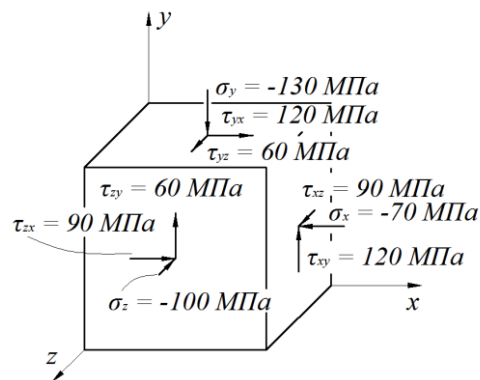 y
σy = -130 МПа
τyx = 120 МПа
τyz = 60 МПа
τzy = 60 МПа
τxz = 90 МПа
τzx = 90 МПа
σx = -70 МПа
τxy = 120 МПа
σz = -100 МПа
x
z